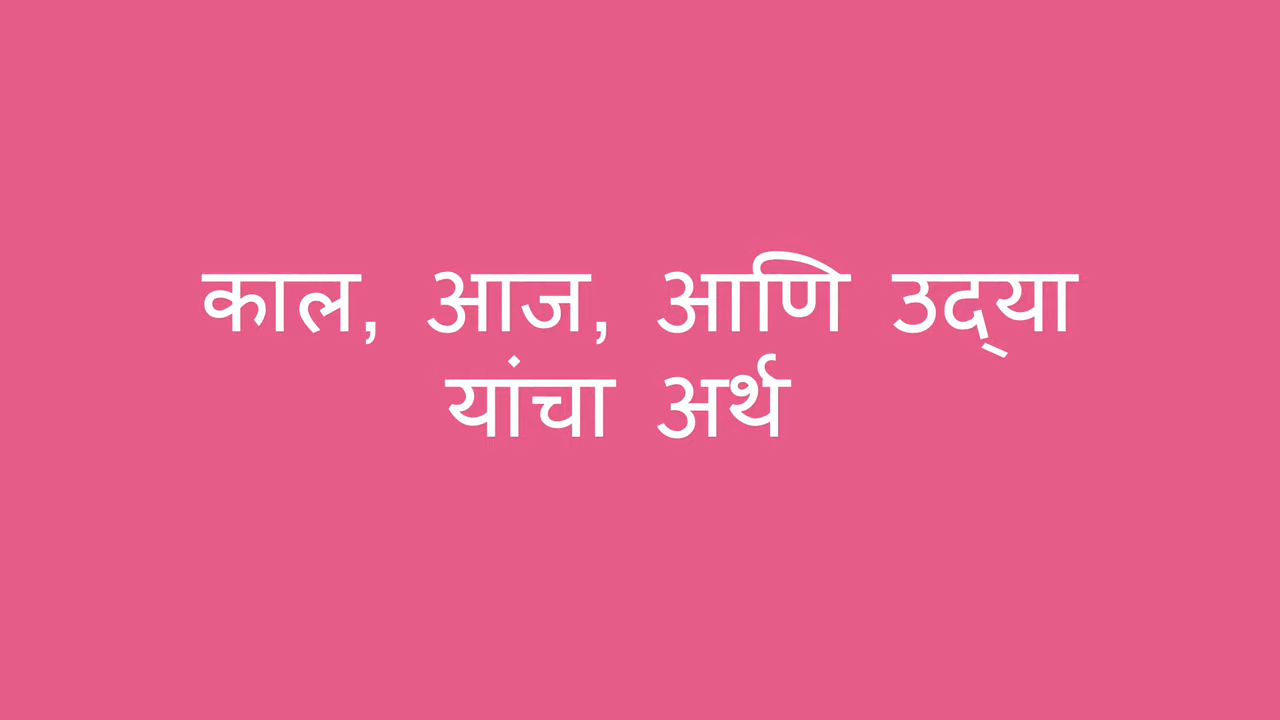 काल, आज, आणि उद्‌या
यांचा अर्थ